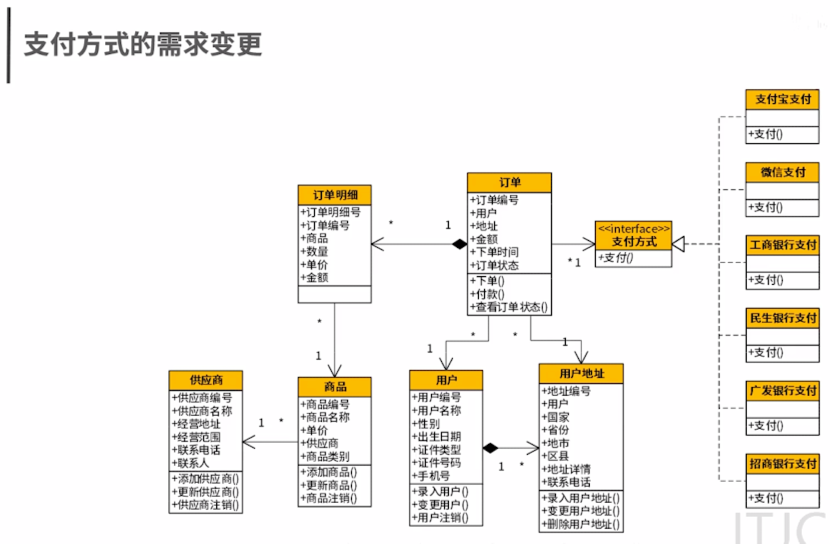 支付方式的需求变更
支付宝支付
+支付()
微信支付
+支付()
工商银行支付
+支付()
民生银行支付
+支付()
广发银行支付
+支付()
招商银行支付
+支付()
订单
+订单编号
+用户
+地址
+金额
+下单时间
+订单状态
+下单()
+付款()
+查看订单状态()
订单明细
+订单明细号
+订单编号
+商品
+数量
+单价
+金额
*
1
<<interface>>
支付方式
+支付()
*1
*
1
*
1
*
1
供应商
+供应商编号
+供应商名称
+经营地址
+经营范围
+联系电话
+联系人
+添加供应商()
+更新供应商()
+供应商注销()
1
*
商品
+商品编号
+商品名称
+单价
+供应商
+商品类别
+添加商品()
+更新商品()
+商品注销()
用户
+用户编号
+用户名称
+性别
+出生日期
+证件类型
+证件号码
+手机号
+录入用户()
+变更用户()
+用户注销()
1
*
用户地址
+地址编号
+用户
+国家
+省份
+地市
+区县
+地址详情
+联系电话
+录入用户地址()
+变更用户地址()
+删除用户地址()